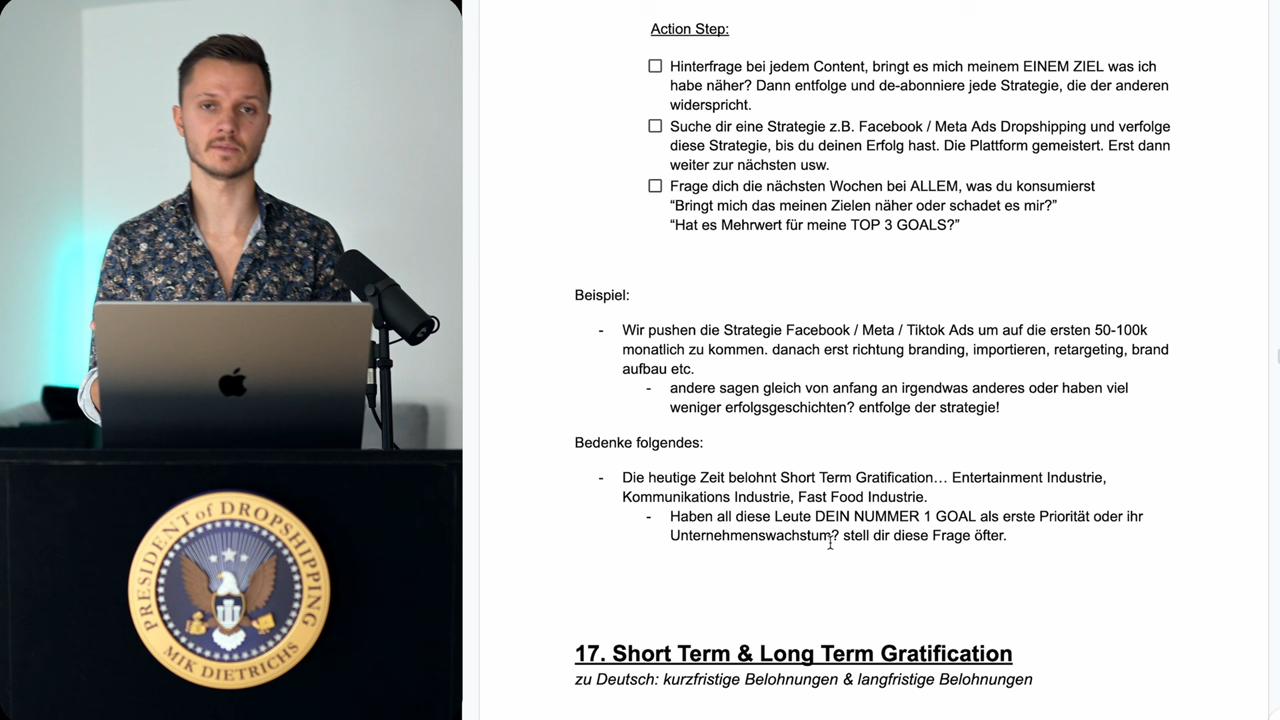 PRESIDENT of DROPSHIPPING
MIK DIETRICHS
Action Step:
Hinterfrage bei jedem Content, bringt es mich meinem EINEM ZIEL was ich
habe näher? Dann entfolge und de-abonniere jede Strategie, die der anderen
widerspricht.
Suche dir eine Strategie z.B. Facebook / Meta Ads Dropshipping und verfolge
diese Strategie, bis du deinen Erfolg hast. Die Plattform gemeistert. Erst dann
weiter zur nächsten usw.
Frage dich die nächsten Wochen bei ALLEM, was du konsumierst
“Bringt mich das meinen Zielen näher oder schadet es mir?”
“Hat es Mehrwert für meine TOP 3 GOALS?”
Beispiel:
- Wir pushen die Strategie Facebook / Meta / Tiktok Ads um auf die ersten 50-100k
monatlich zu kommen. danach erst richtung branding, importieren, retargeting, brand
aufbau etc.
- andere sagen gleich von anfang an irgendwas anderes oder haben viel
weniger erfolgsgeschichten? entfolge der strategie!
Bedenke folgendes:
- Die heutige Zeit belohnt Short Term Gratification… Entertainment Industrie,
Kommunikations Industrie, Fast Food Industrie.
- Haben all diese Leute DEIN NUMMER 1 GOAL als erste Priorität oder ihr
Unternehmenswachstum? stell dir diese Frage öfter.
17. Short Term & Long Term Gratification
zu Deutsch: kurzfristige Belohnungen & langfristige Belohnungen